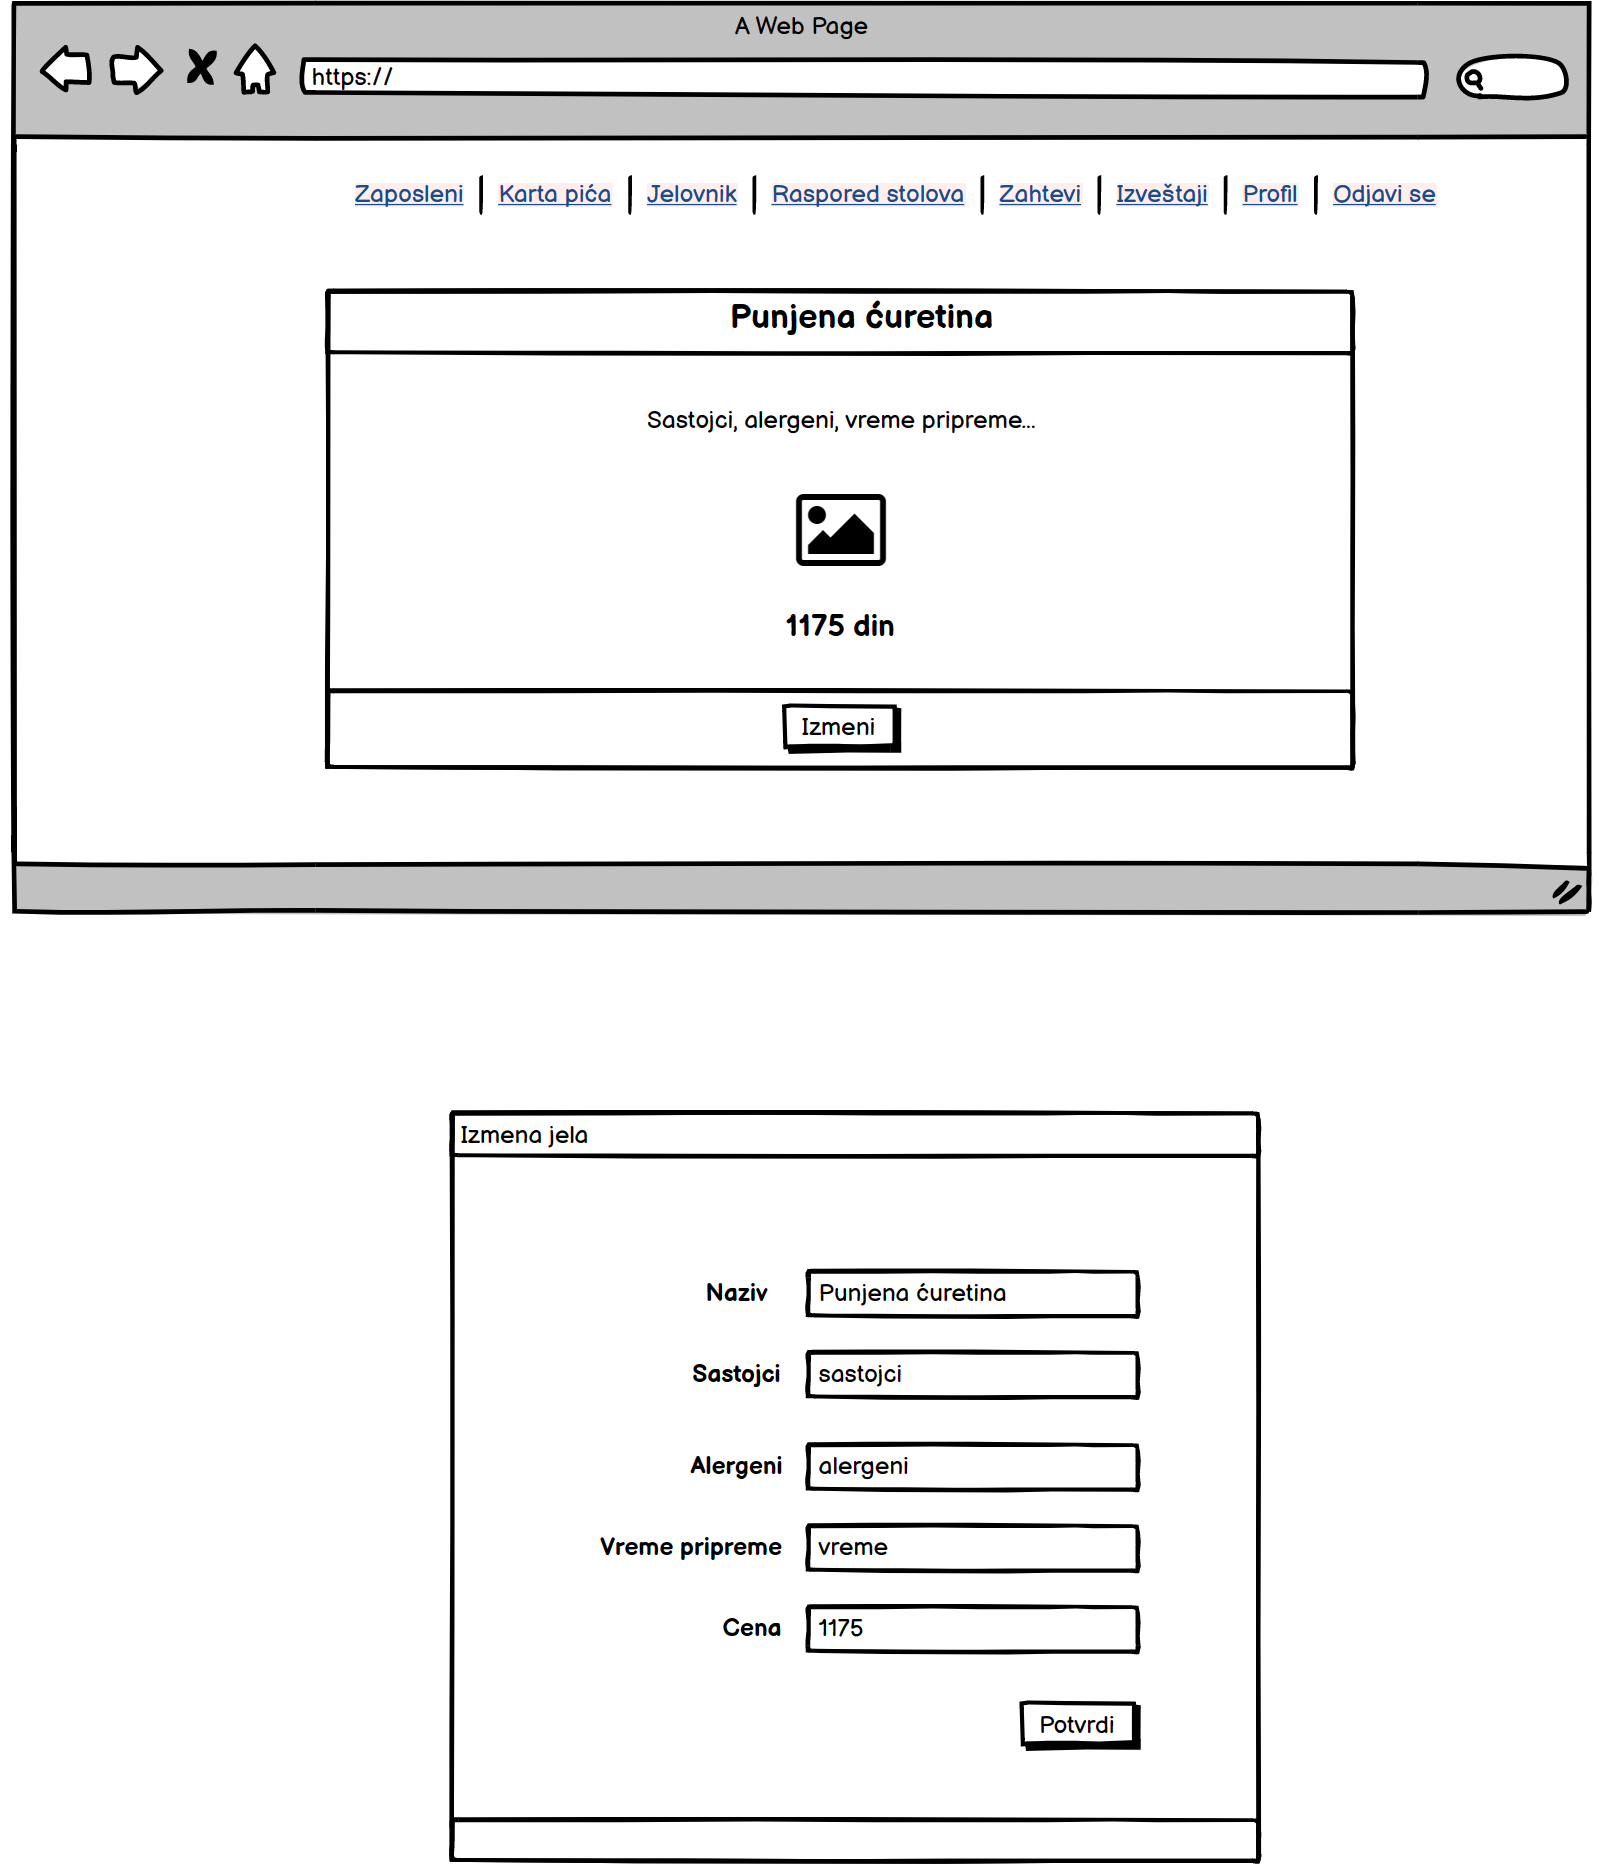 A Web Page
https://
Zaposleni Karta pića Jelovnik Raspored stolova Zahtevi Izveštaji Profil Odjavi se
Punjena ćuretina
Sastojci, alergeni, vreme pripreme...
1175 din
Izmeni
Izmena jela
Naziv Punjena ćuretina
Sastojci sastojci
Alergeni alergeni
Vreme pripreme vreme
Cena 1175
Potvrdi